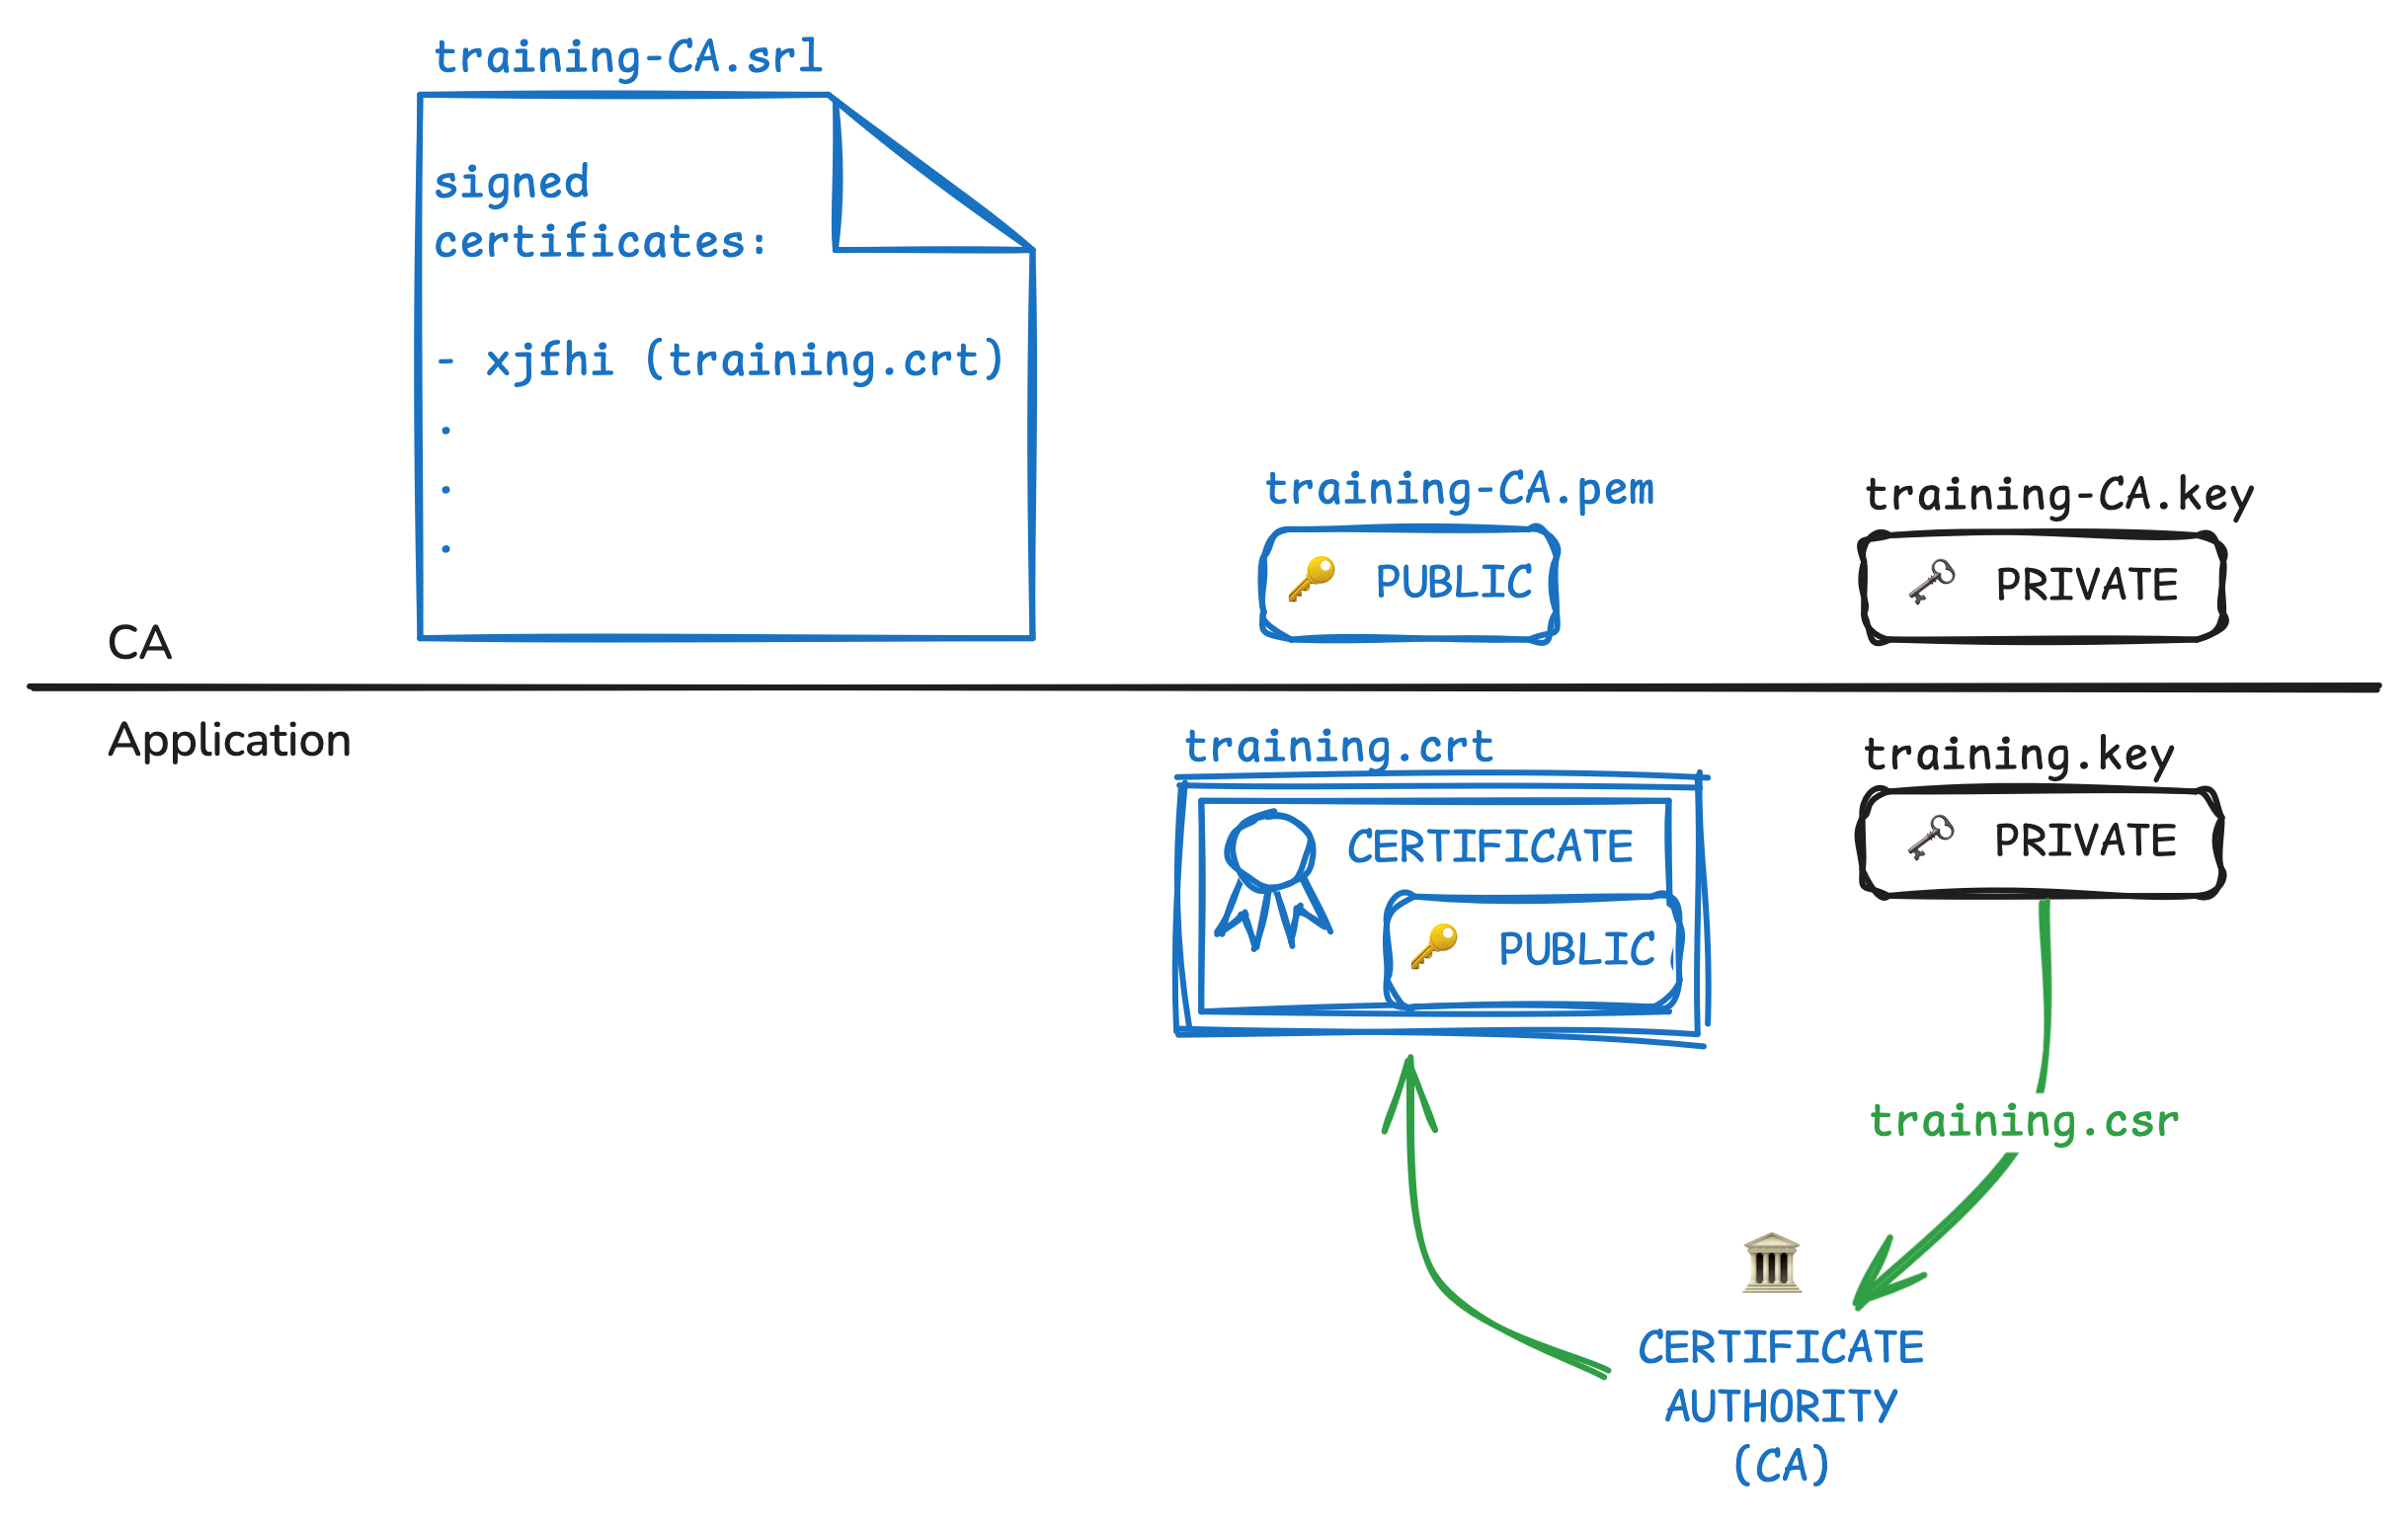 training-CA.srl
signed
certificates:
- xjfhi (training.crt)
.
.
.
training-CA.pem
PUBLIC
training-CA.key
PRIVATE
CA
Application
training.crt
CERTIFICATE
PUBLIC
training.key
PRIVATE
training.csr
CERTIFICATE
AUTHORITY
(CA)